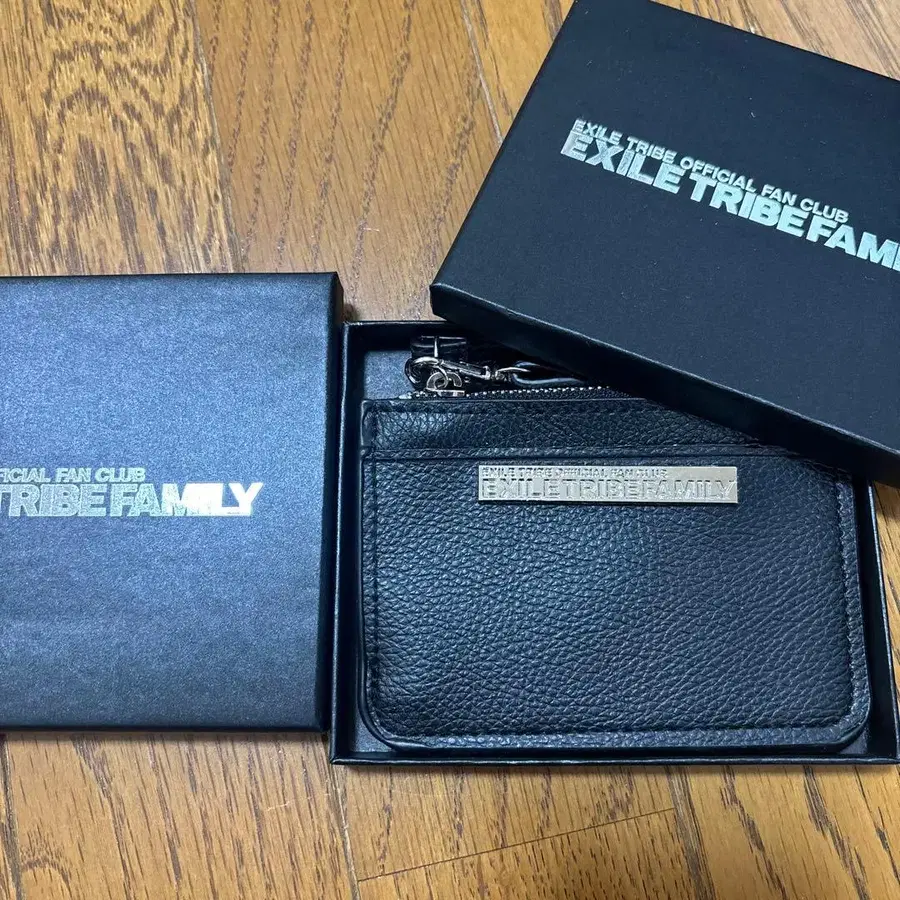 EXILE TRIBE OFFICIAL FAN CLUB
EXILE TRIBE FAMI
FICIAL FAN CLUB
TRIBE FAMILY
EXILE TRIBE OFFICIAL FAN CLUB
EXILE TRIBE FAMILY